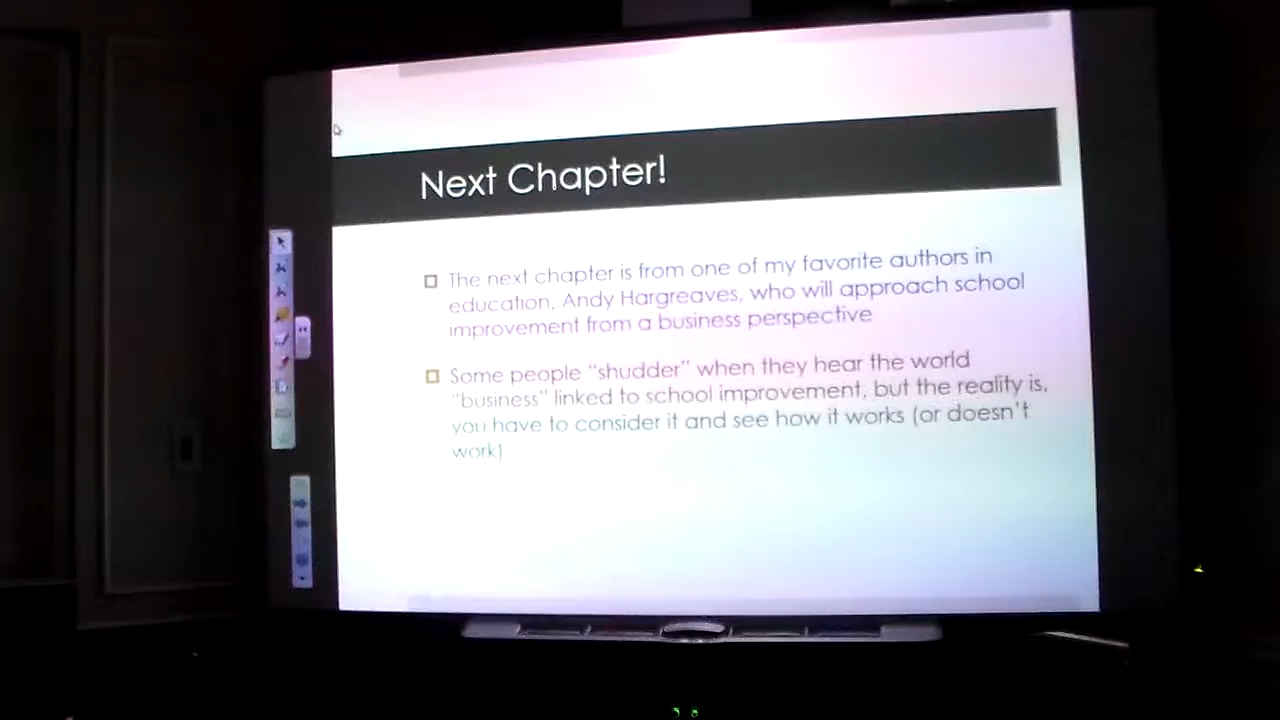 Next Chapter!
The next chapter is from one of my favorite authors in
education, Andy Hargreaves, who will approach school
improvement from a business perspective
Some people “shudder” when they hear the world
“business” linked to school improvement, but the reality is,
you have to consider it and see how it works (or doesn’t
work)